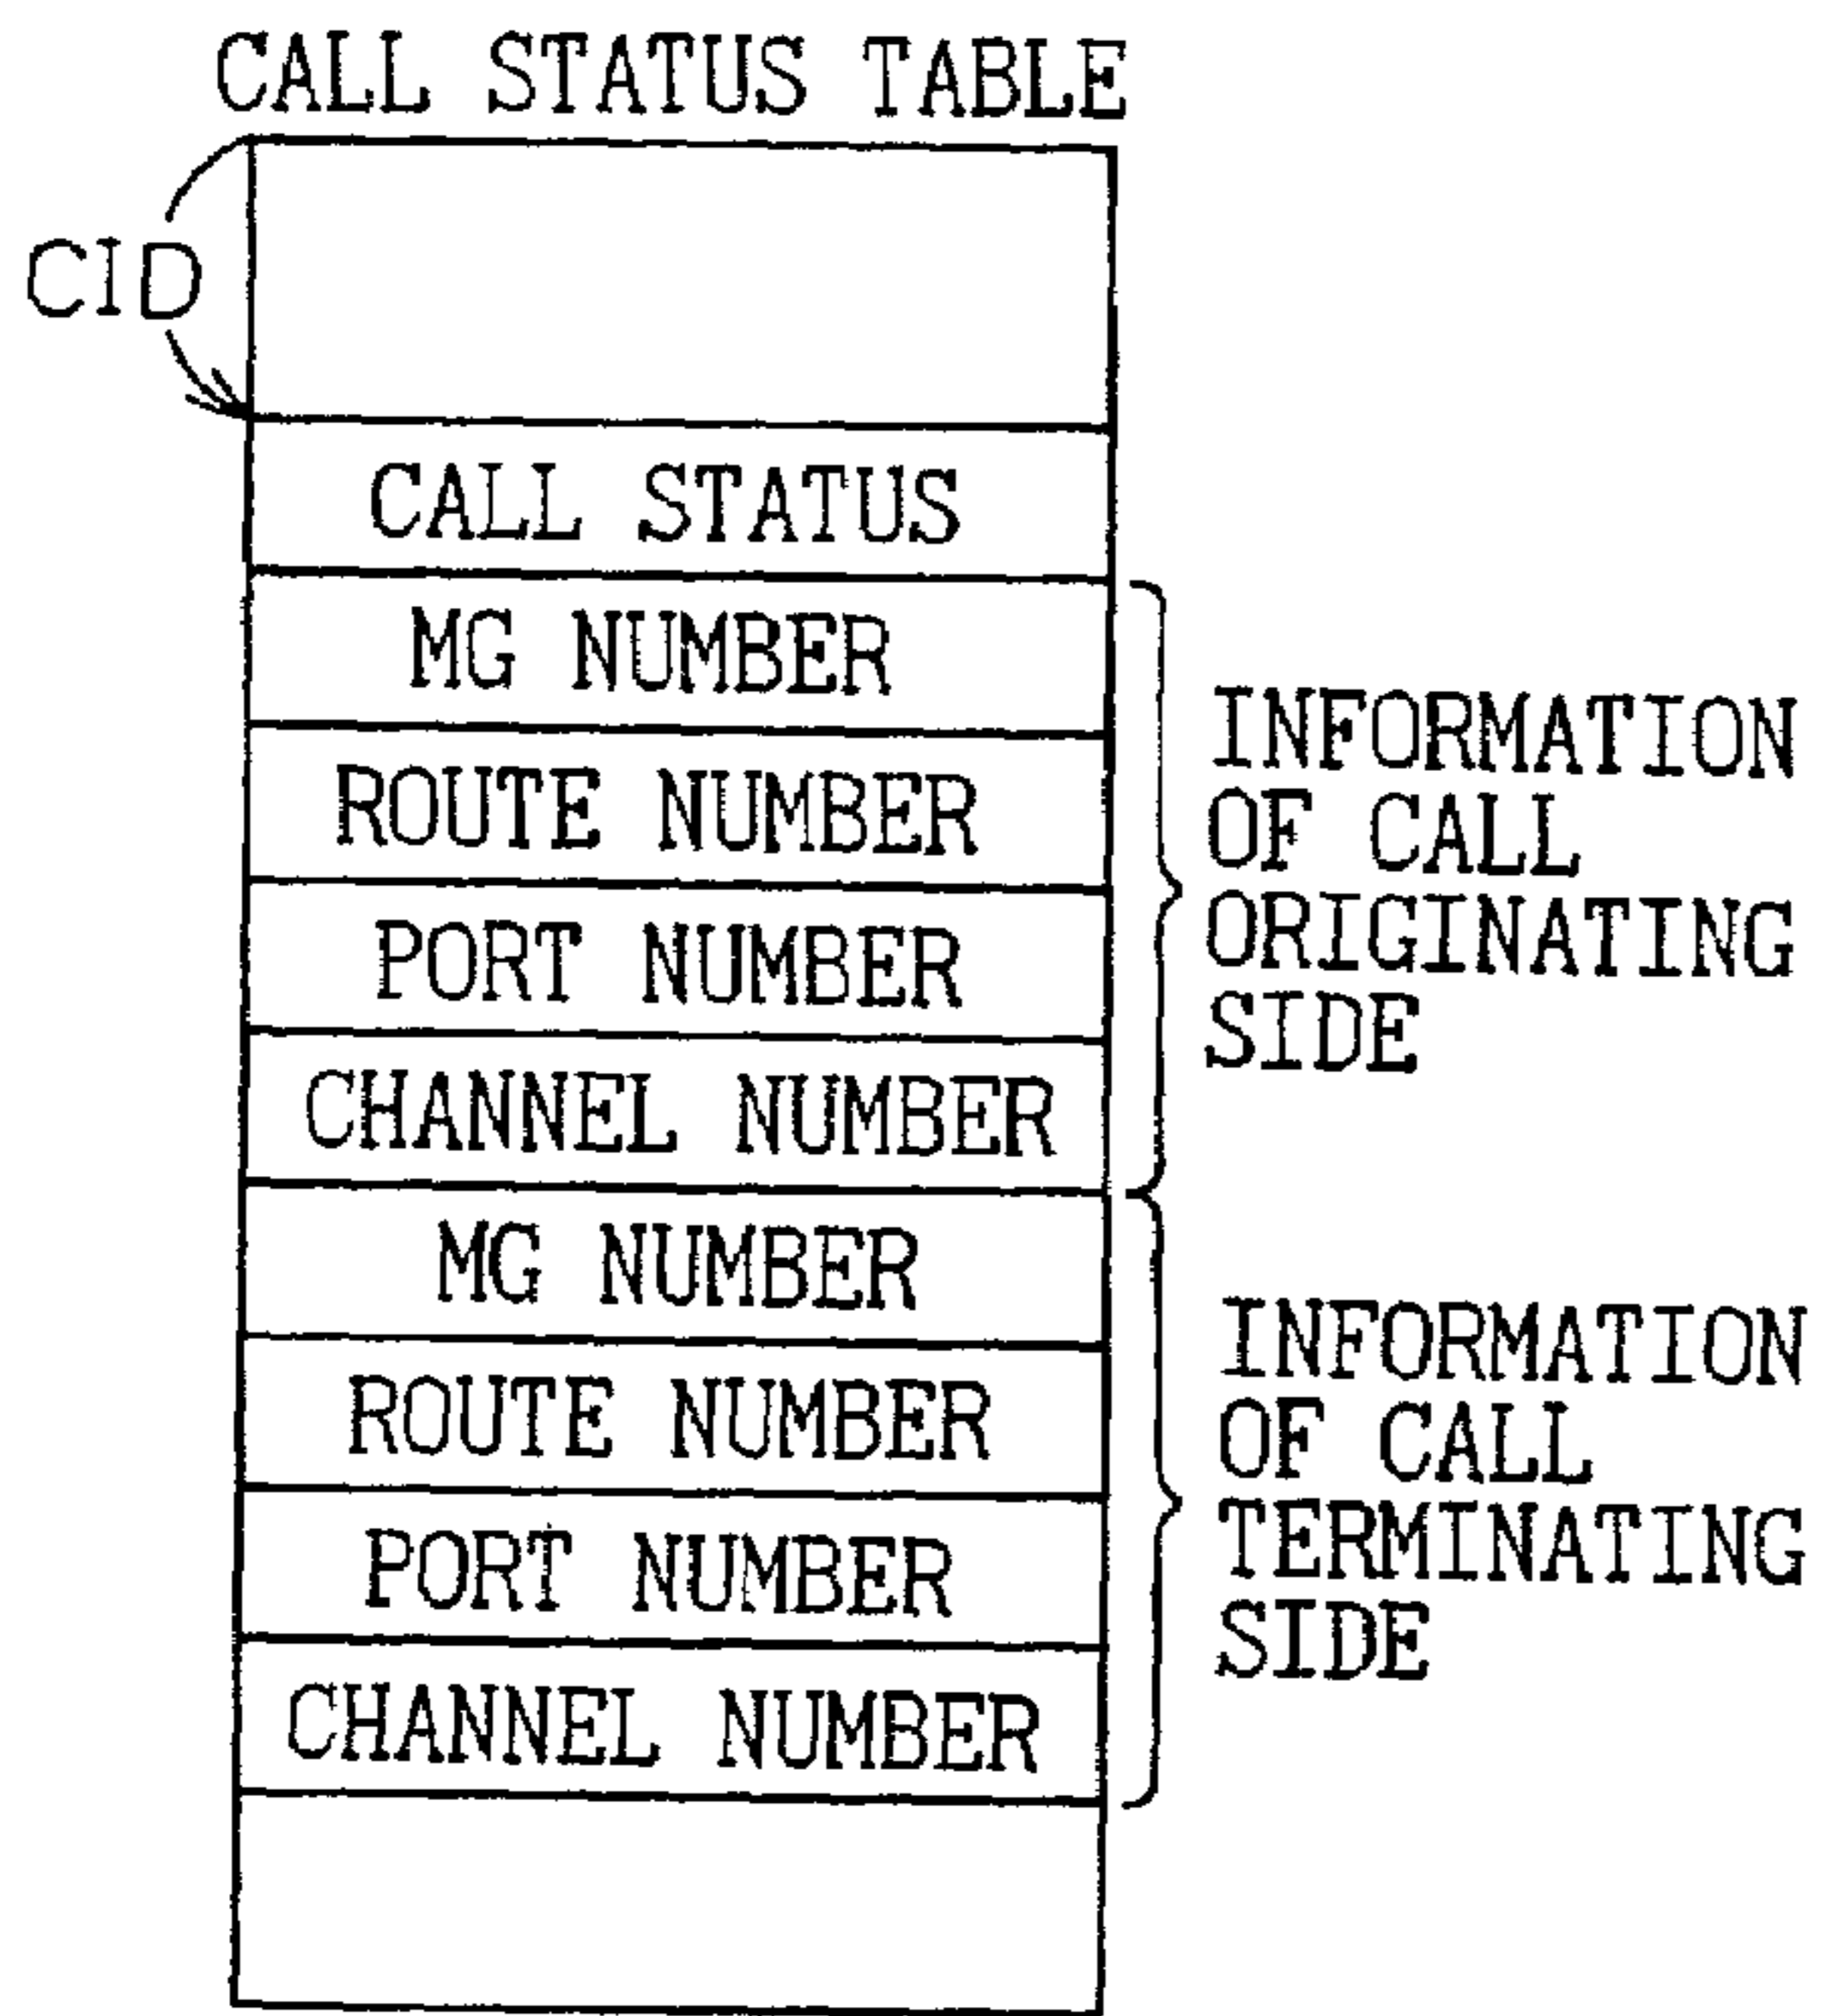 CALL STATUS TABLE
CID
CALL STATUS
MG NUMBER
ROUTE NUMBER
PORT NUMBER
CHANNEL NUMBER
INFORMATION
OF CALL
ORIGINATING
SIDE
MG NUMBER
ROUTE NUMBER
PORT NUMBER
CHANNEL NUMBER
INFORMATION
OF CALL
TERMINATING
SIDE